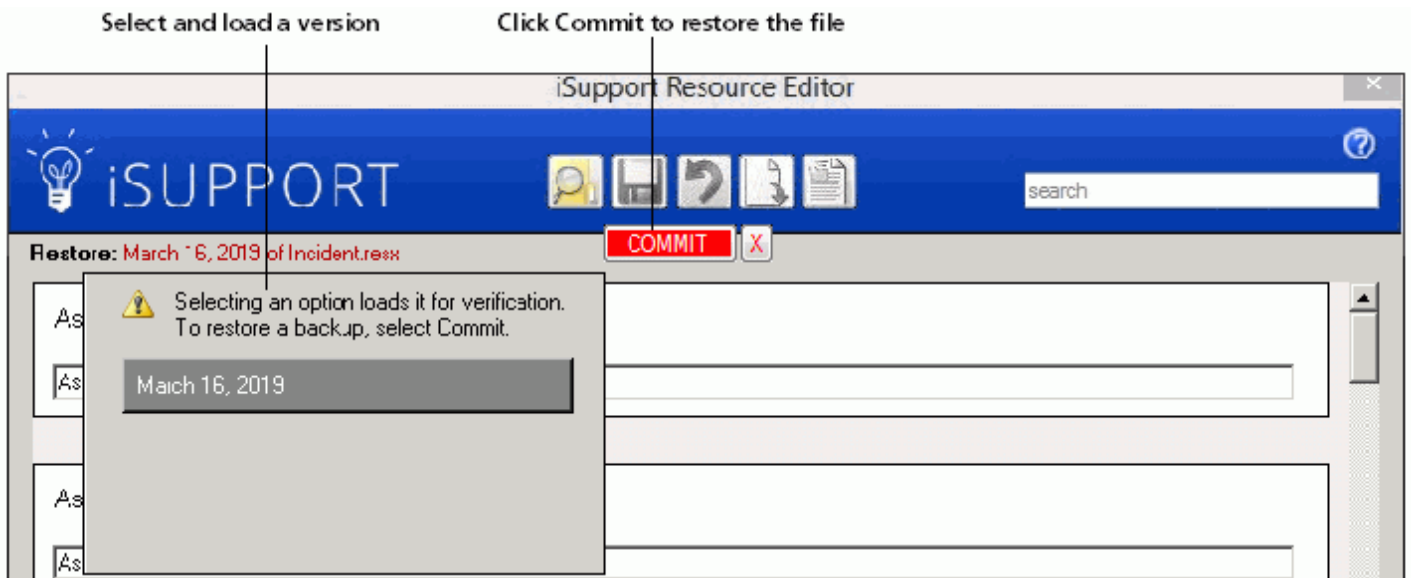 Select and load a version
Click Commit to restore the file
iSupport Resource Editor
iSUPPORT
search
COMMIT X
Restore: March 16, 2019 of Incident.resx
Selecting an option loads it for verification.
To restore a backup, select Commit.
As
As
March 16, 2019
As
As